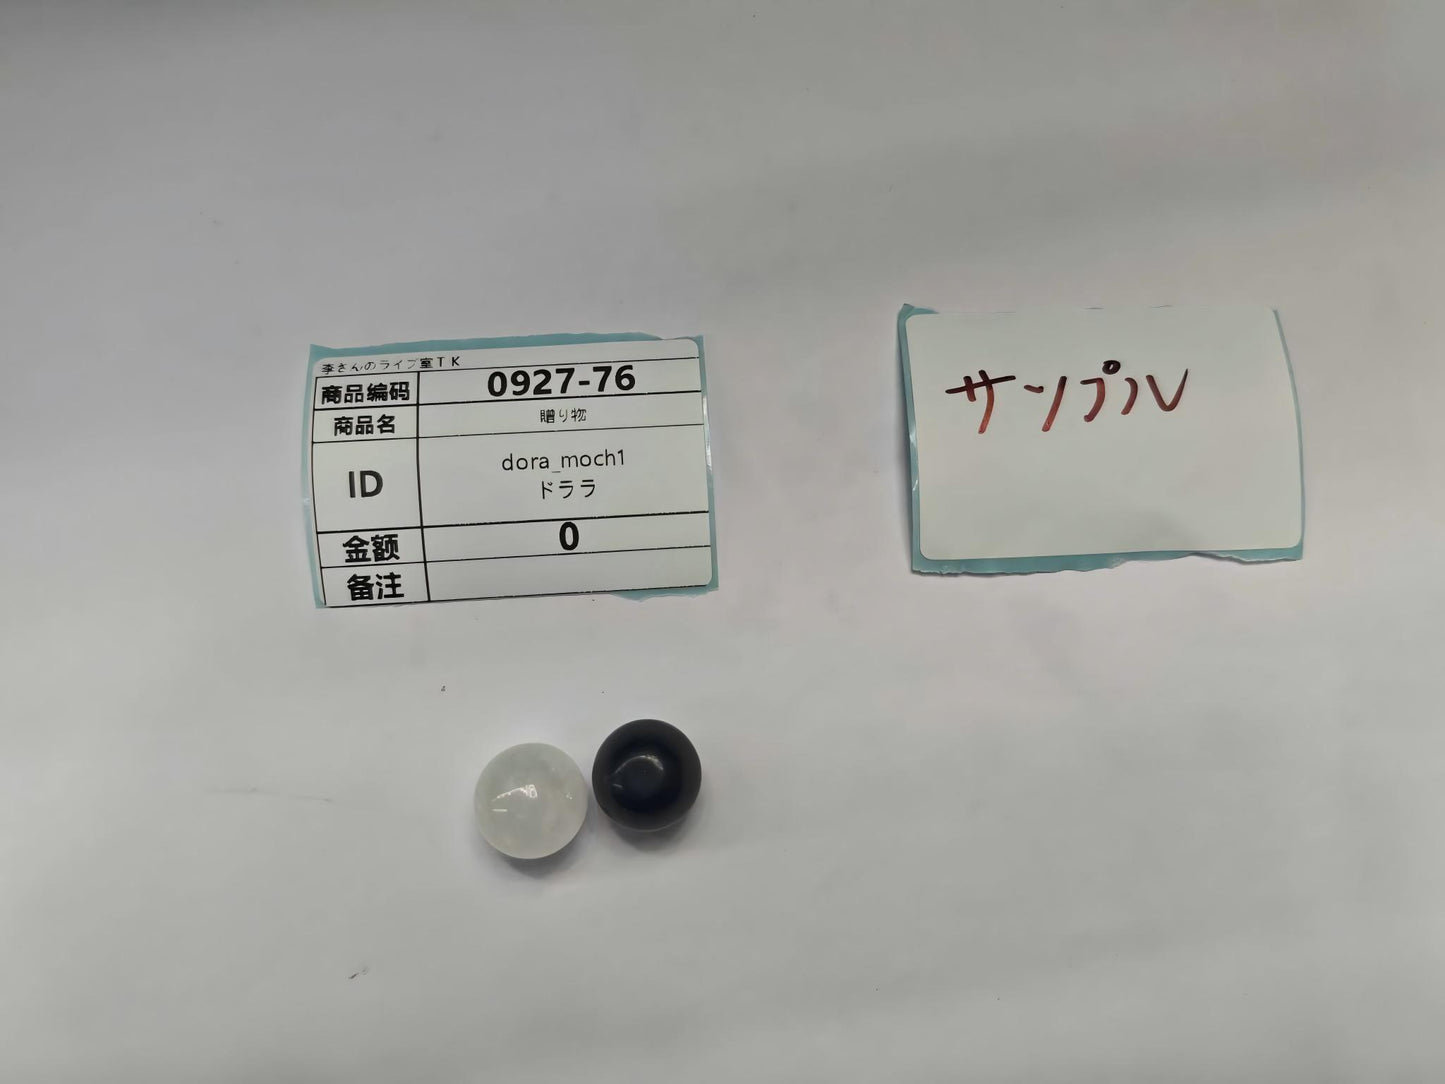 李さんのライブ室TK
商品编码 0927-76
商品名 贈り物
ID dora_moch1
ドララ
金额 0
备注
サンプル